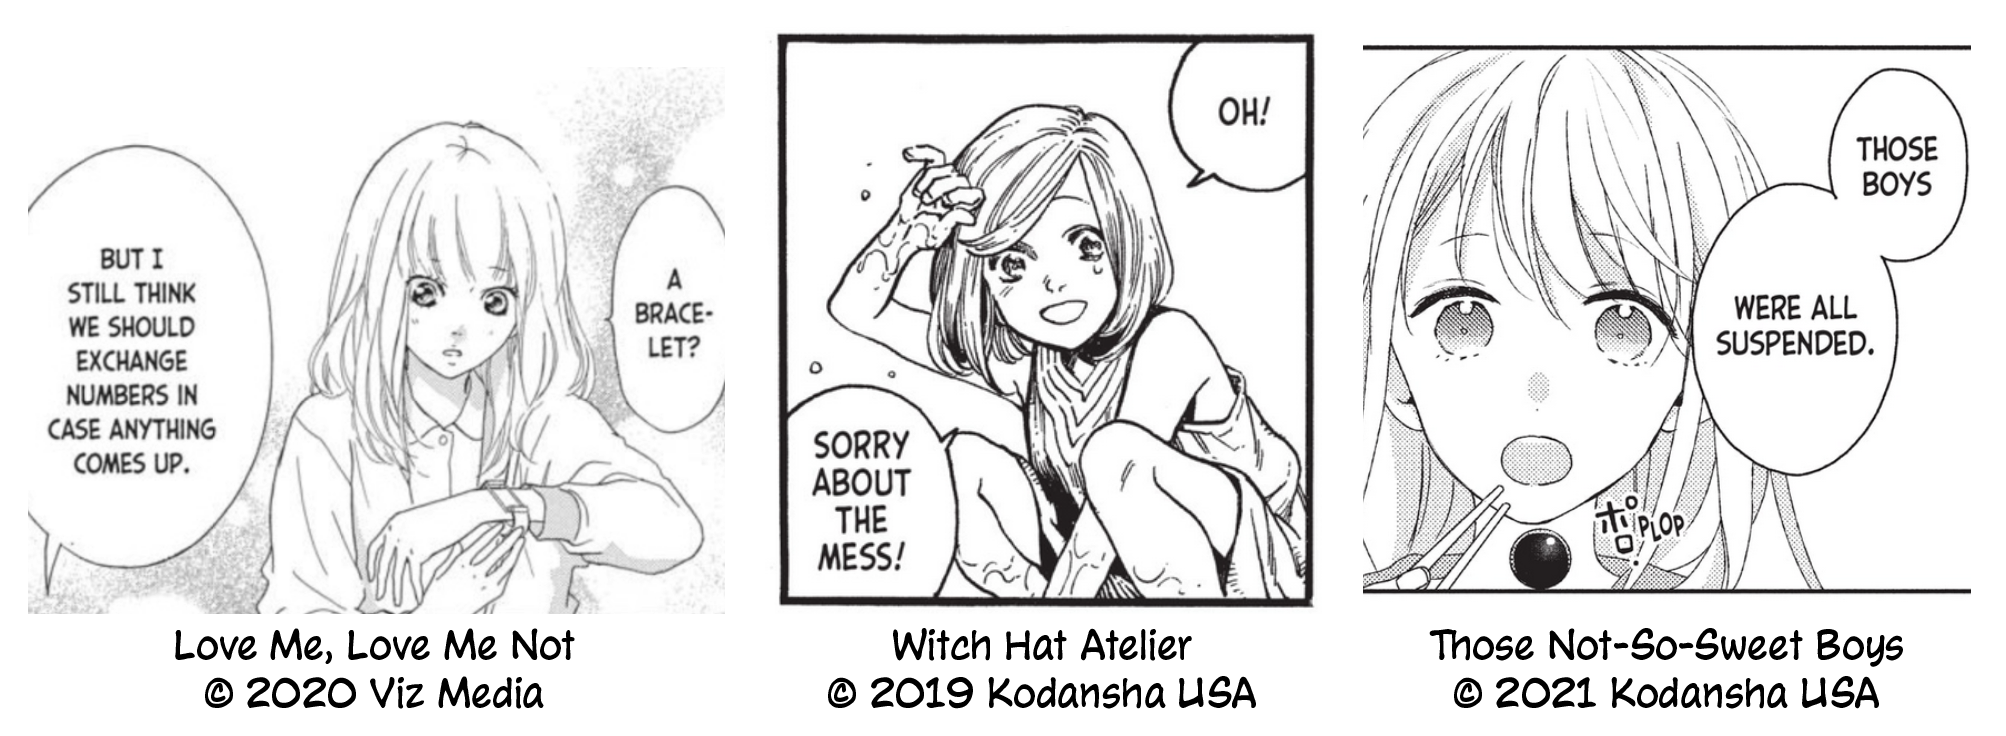 BUT I
STILL THINK
WE SHOULD
EXCHANGE
NUMBERS IN
CASE ANYTHING
COMES UP.
A
BRACE-
LET?
Love Me, Love Me Not
© 2020 Viz Media
OH!
SORRY
ABOUT
THE
MESS!
Witch Hat Atelier
© 2019 Kodansha USA
THOSE
BOYS
WERE ALL
SUSPENDED.
ポロ
PLOP
Those Not-So-Sweet Boys
© 2021 Kodansha USA